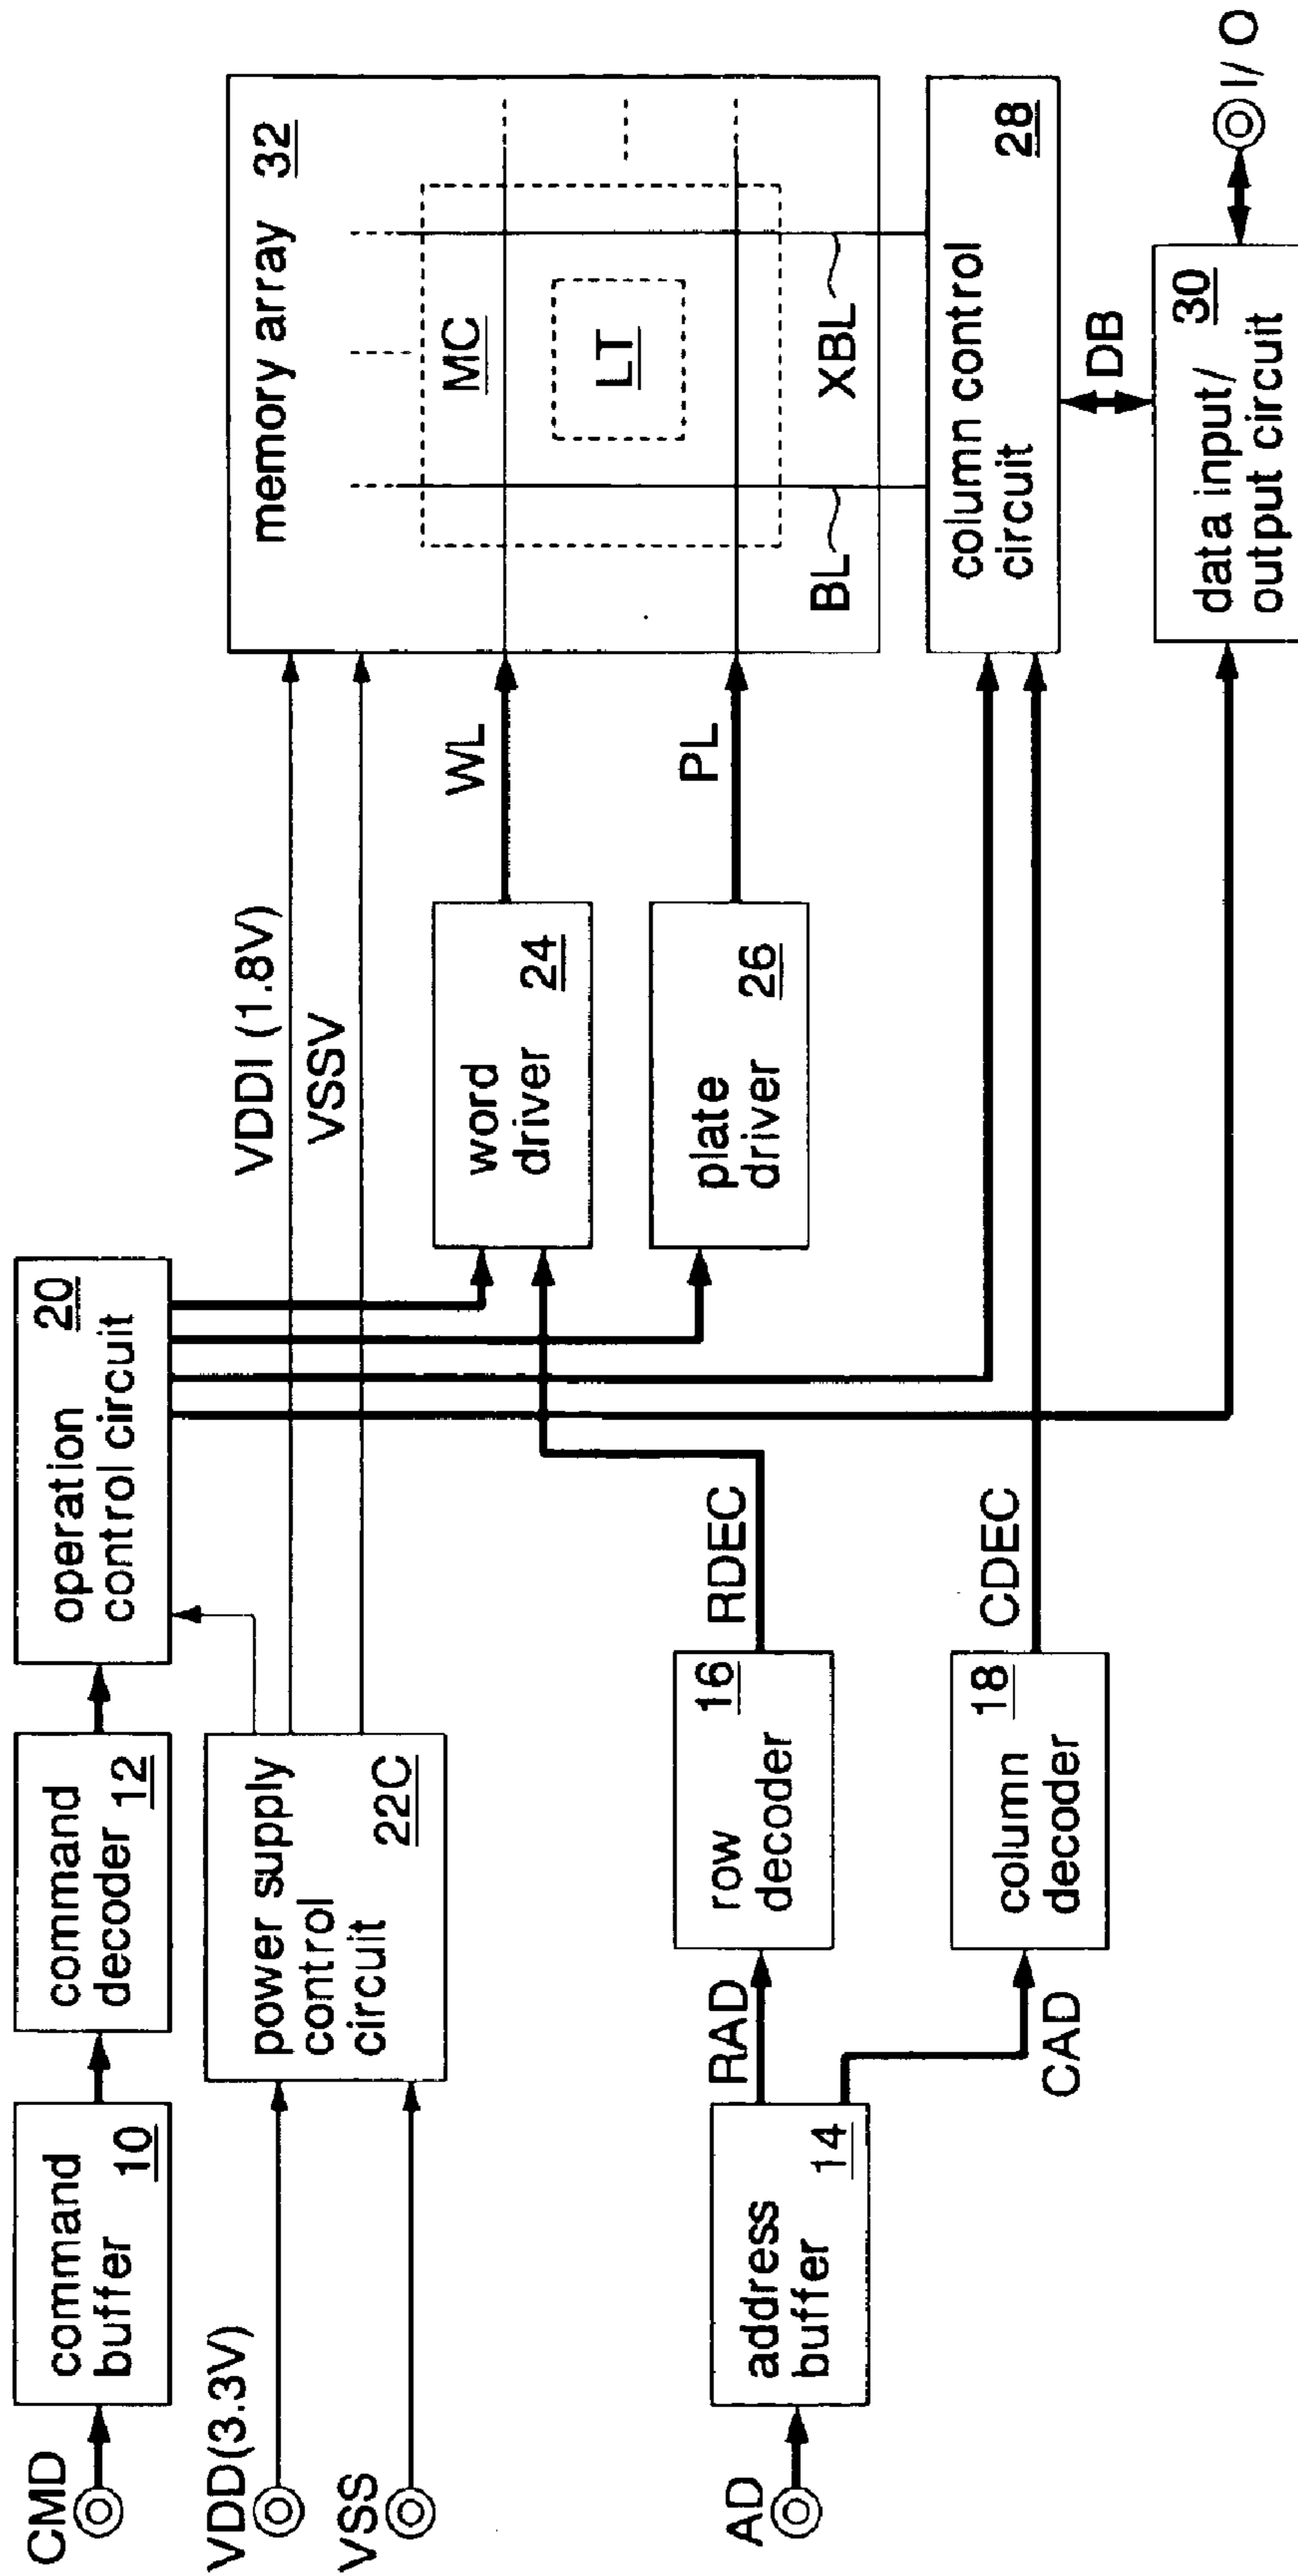 CMD
command
buffer 10
command
decoder 12
operation 20
control circuit
VDD(3.3V)
VSS
power supply
control
circuit 22C
VDDI (1.8V)
VSSV
memory array 32
MC
LT
BL
XBL
word
driver 24
WL
plate
driver 26
PL
AD
address
buffer 14
RAD
CAD
row 16
decoder
RDEC
column 18
decoder
CDEC
column control
circuit 28
DB
data input/ 30
output circuit
I/O